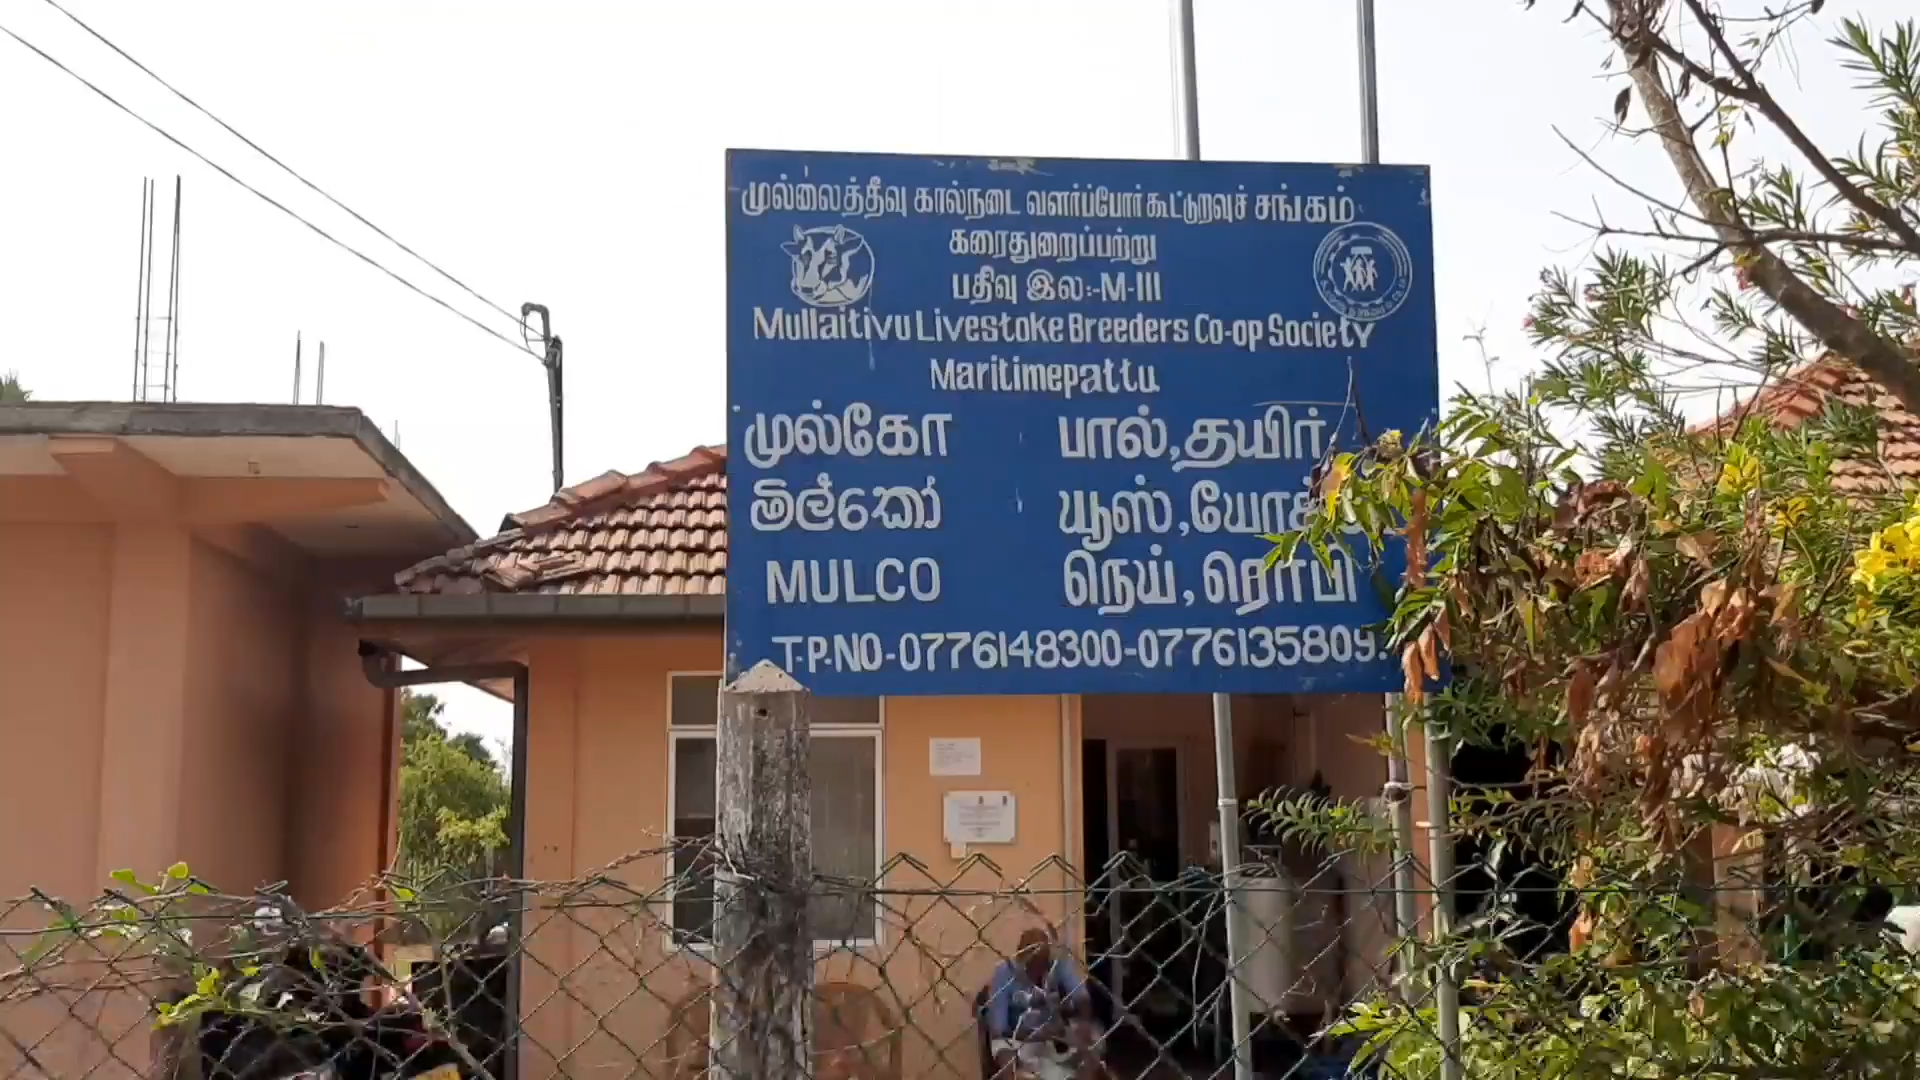 முல்லைத்தீவு கால்நடை வளர்ப்போர் கூட்டுறவுச் சங்கம்
கரைதுறைப்பற்று
பதிவு இல:-M-III
Mullaitivu Livestoke Breeders Co-op Society
Maritimepattu
முல்கோ பால்,தயிர்
මිල්කෝ யூஸ்,
MULCO நெய்,ரொபி
T.P.NO-0776148300-0776135809